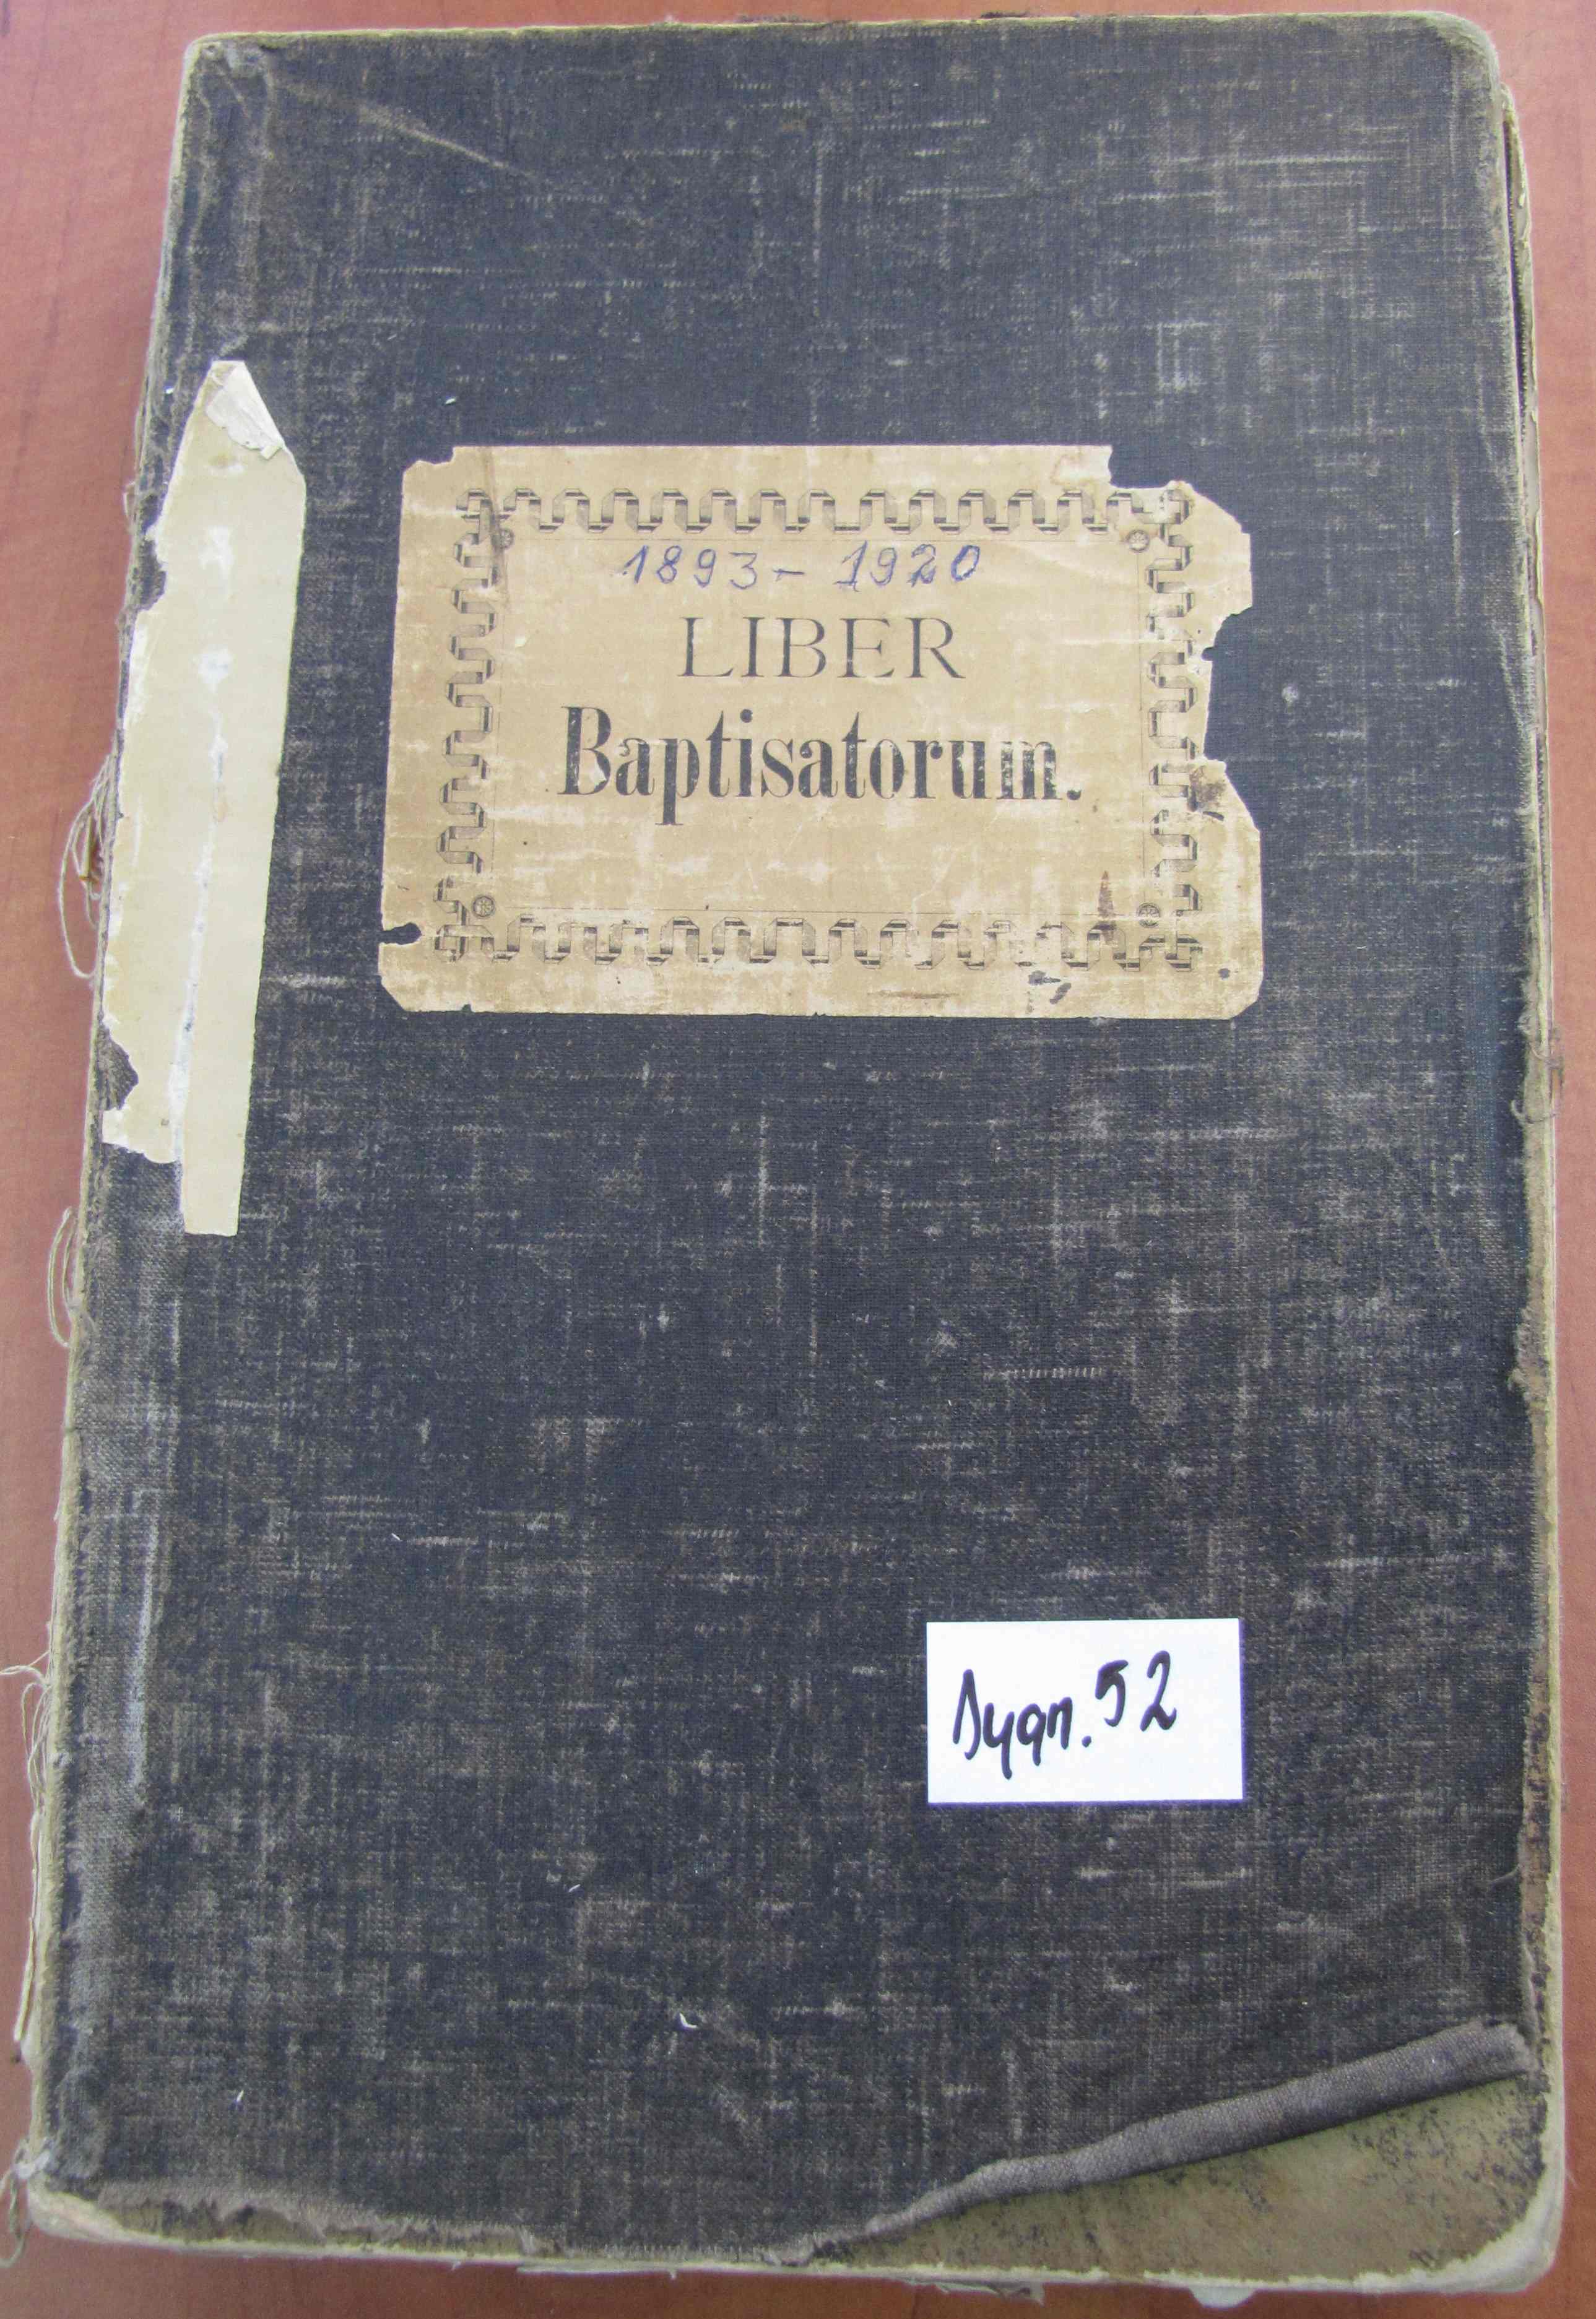 1893 - 1920
LIBER
Baptisatorum.
Sygn. 52